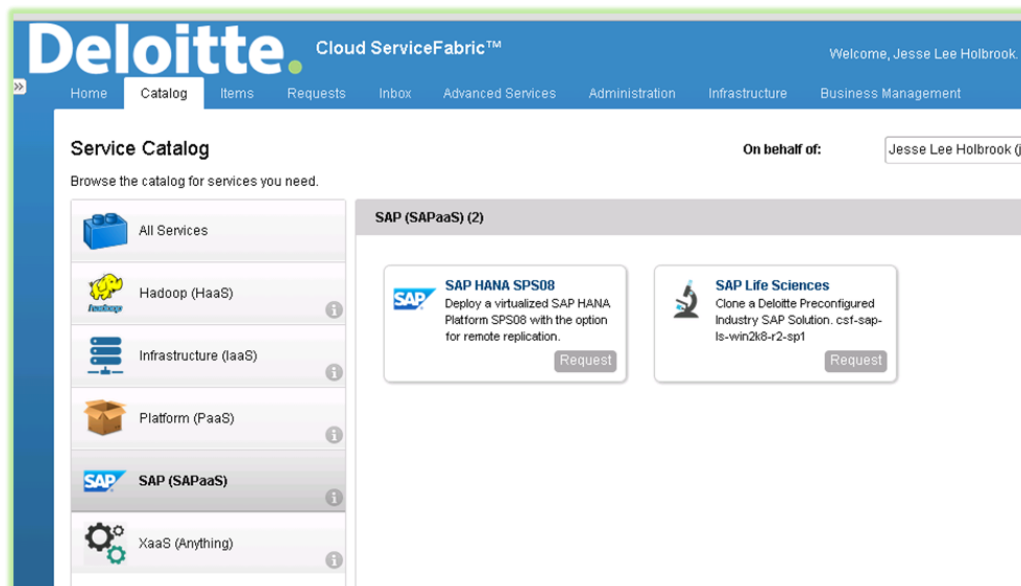 Deloitte.
Cloud ServiceFabric™
Welcome, Jesse Lee Holbrook.
Home Catalog Items Requests Inbox Advanced Services Administration Infrastructure Business Management
Service Catalog
On behalf of: Jesse Lee Holbrook (j
Browse the catalog for services you need.
All Services
Hadoop (HaaS)
Infrastructure (IaaS)
Platform (PaaS)
SAP (SAPaaS)
XaaS (Anything)
hadoop
SAP
SAP (SAPaaS) (2)
SAP
SAP HANA SPS08
Deploy a virtualized SAP HANA
Platform SPS08 with the option
for remote replication.
Request
SAP Life Sciences
Clone a Deloitte Preconfigured
Industry SAP Solution. csf-sap-
ls-win2k8-r2-sp1
Request